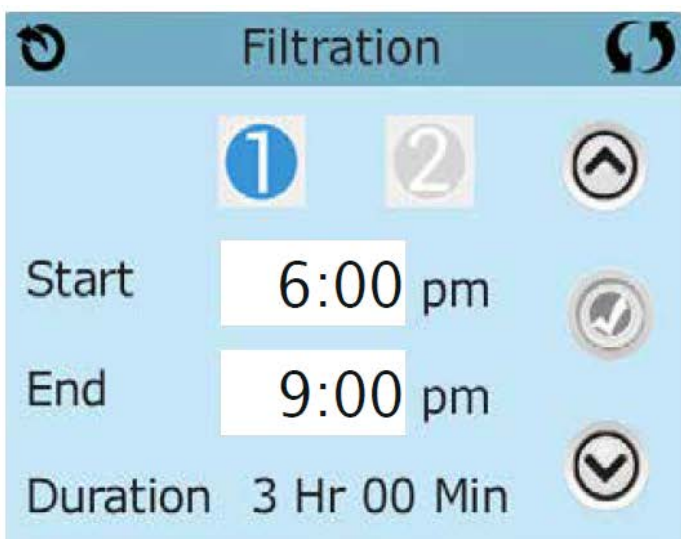 Filtration
1 2
Start 6:00 pm
End 9:00 pm
Duration 3 Hr 00 Min